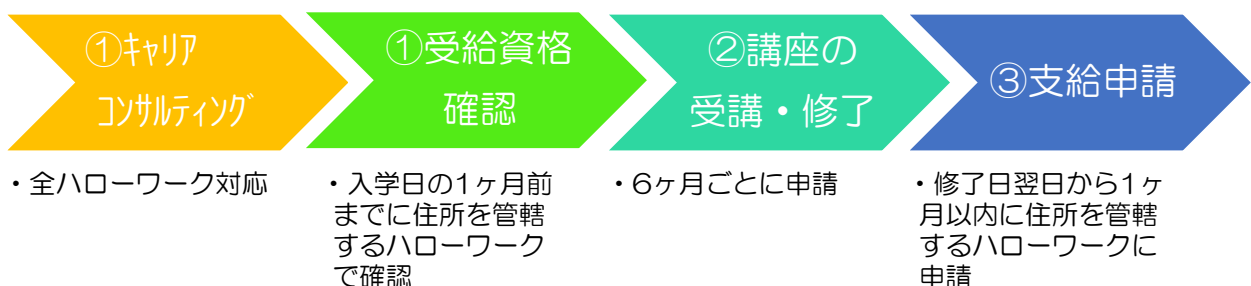 ①ｷｬﾘｱ
ｺﾝｻﾙﾃｨﾝｸﾞ
①受給資格
確認
②講座の
受講・修了
③支給申請
・全ハローワーク対応
・入学日の1ヶ月前
までに住所を管轄
するハローワーク
で確認
・6ヶ月ごとに申請
・修了日翌日から1ヶ
月以内に住所を管轄
するハローワークに
申請